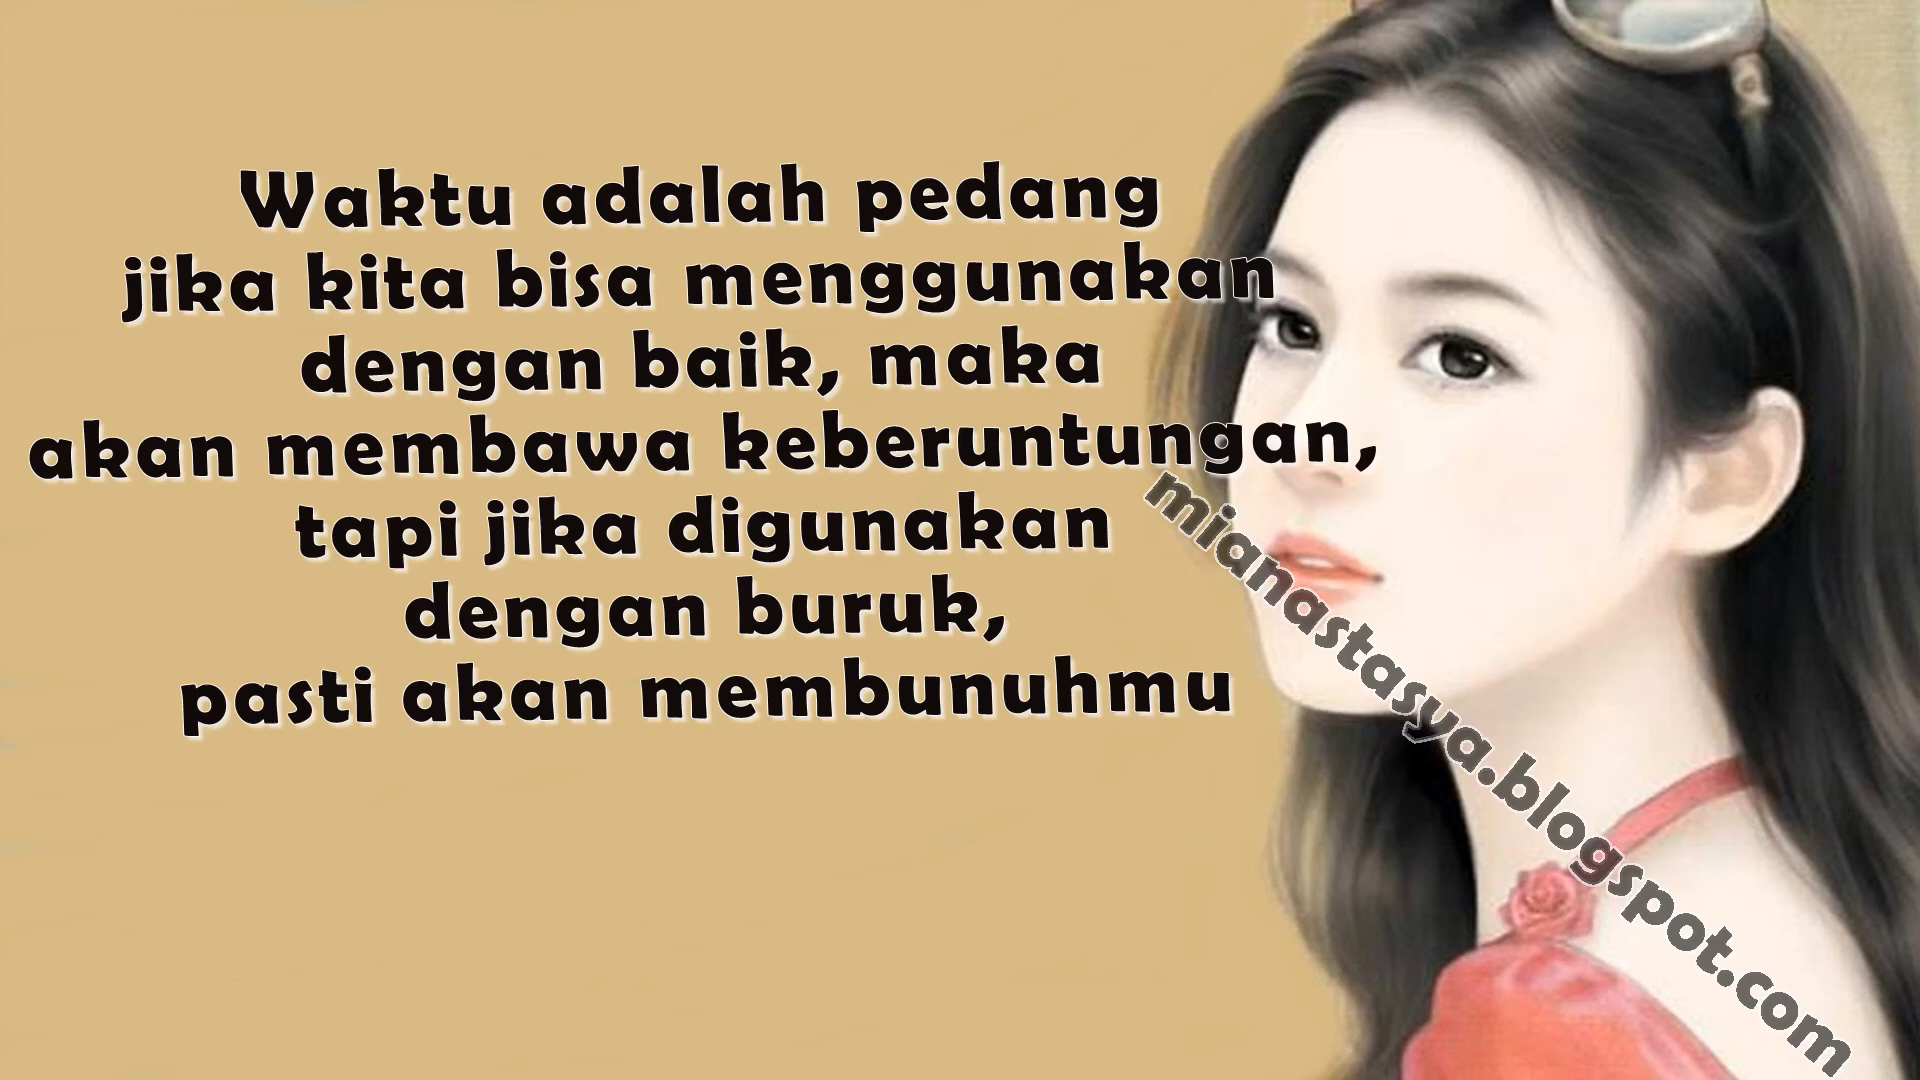 Waktu adalah pedang
jika kita bisa menggunakan
dengan baik, maka
akan membawa keberuntungan,
tapi jika digunakan
dengan buruk,
pasti akan membunuhmu
mianastasya.blogspot.com